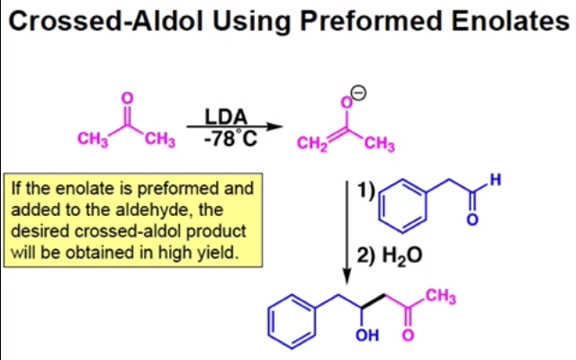 Crossed-Aldol Using Preformed Enolates
O
CH₃ CH₃
LDA
-78°C
O⊖
CH₂ CH₃
If the enolate is preformed and
added to the aldehyde, the
desired crossed-aldol product
will be obtained in high yield.
1)
H
O
2) H₂O
CH₃
OH O